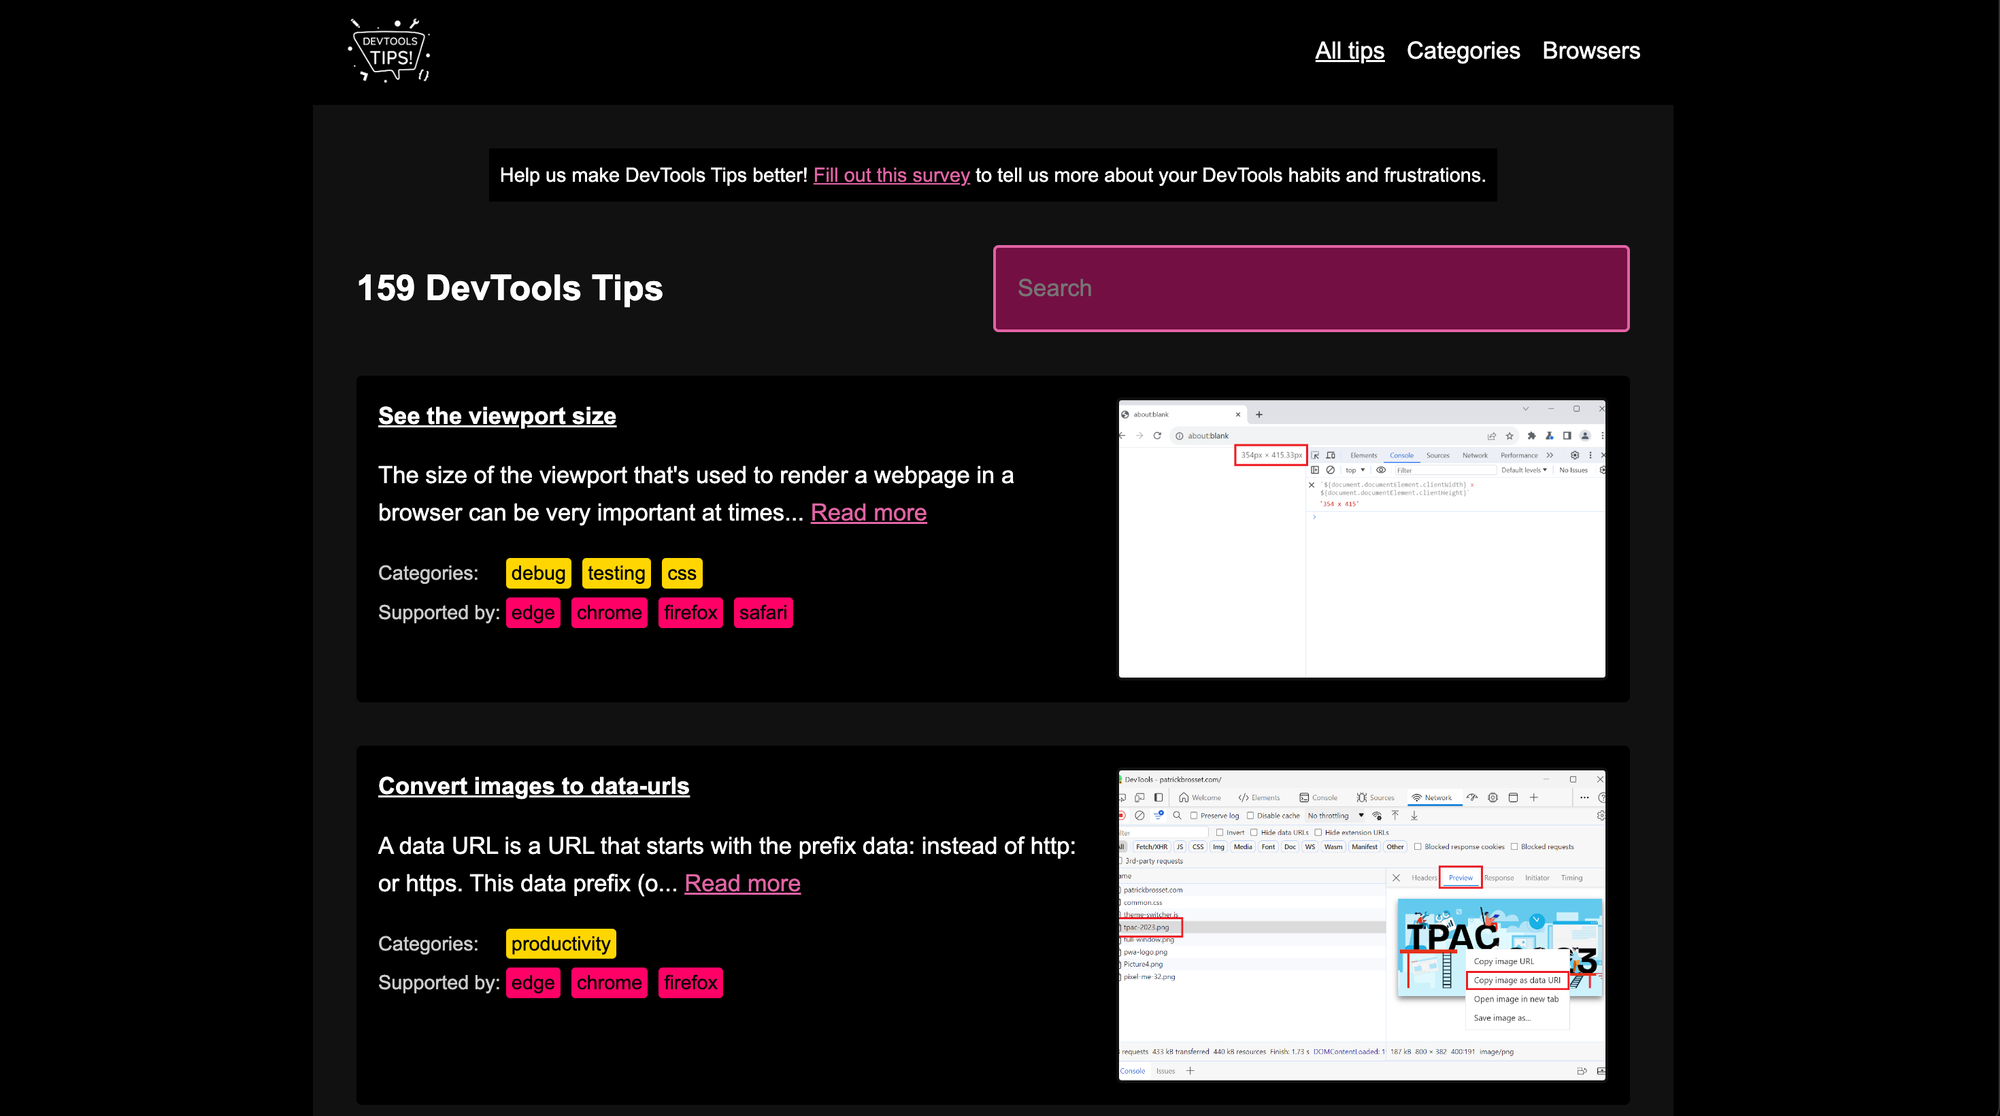 DEVTOOLS
TIPS!
All tips Categories Browsers
Help us make DevTools Tips better! Fill out this survey to tell us more about your DevTools habits and frustrations.
159 DevTools Tips
Search
See the viewport size
The size of the viewport that's used to render a webpage in a
browser can be very important at times... Read more
Categories: debug testing css
Supported by: edge chrome firefox safari
about:blank
about:blank
354px × 415.33px Elements Console Sources Network Performance
top Filter Default levels No Issues
`${document.documentElement.clientWidth} x
${document.documentElement.clientHeight}`
'354 x 415'
Convert images to data-urls
A data URL is a URL that starts with the prefix data: instead of http:
or https. This data prefix (o... Read more
Categories: productivity
Supported by: edge chrome firefox
DevTools - patrickbrosset.com/
Welcome Elements Console Sources Network
Preserve log Disable cache No throttling
Invert Hide data URLs Hide extension URLs
Fetch/XHR JS CSS Img Media Font Doc WS Wasm Manifest Other Blocked response cookies Blocked requests
3rd-party requests
Headers Preview Response Initiator Timing
patrickbrosset.com
common.css
theme-switcher.js
tpac-2023.png
full-window.png
pwa-logo.png
Picture4.png
pixel-me-32.png
TPAC
Copy image URL
Copy image as data URI
Open image in new tab
Save image as...
requests 433 kB transferred 440 kB resources Finish: 1.73 s DOMContentLoaded: 1 187 kB 800 × 382 400:191 image/png
Console Issues